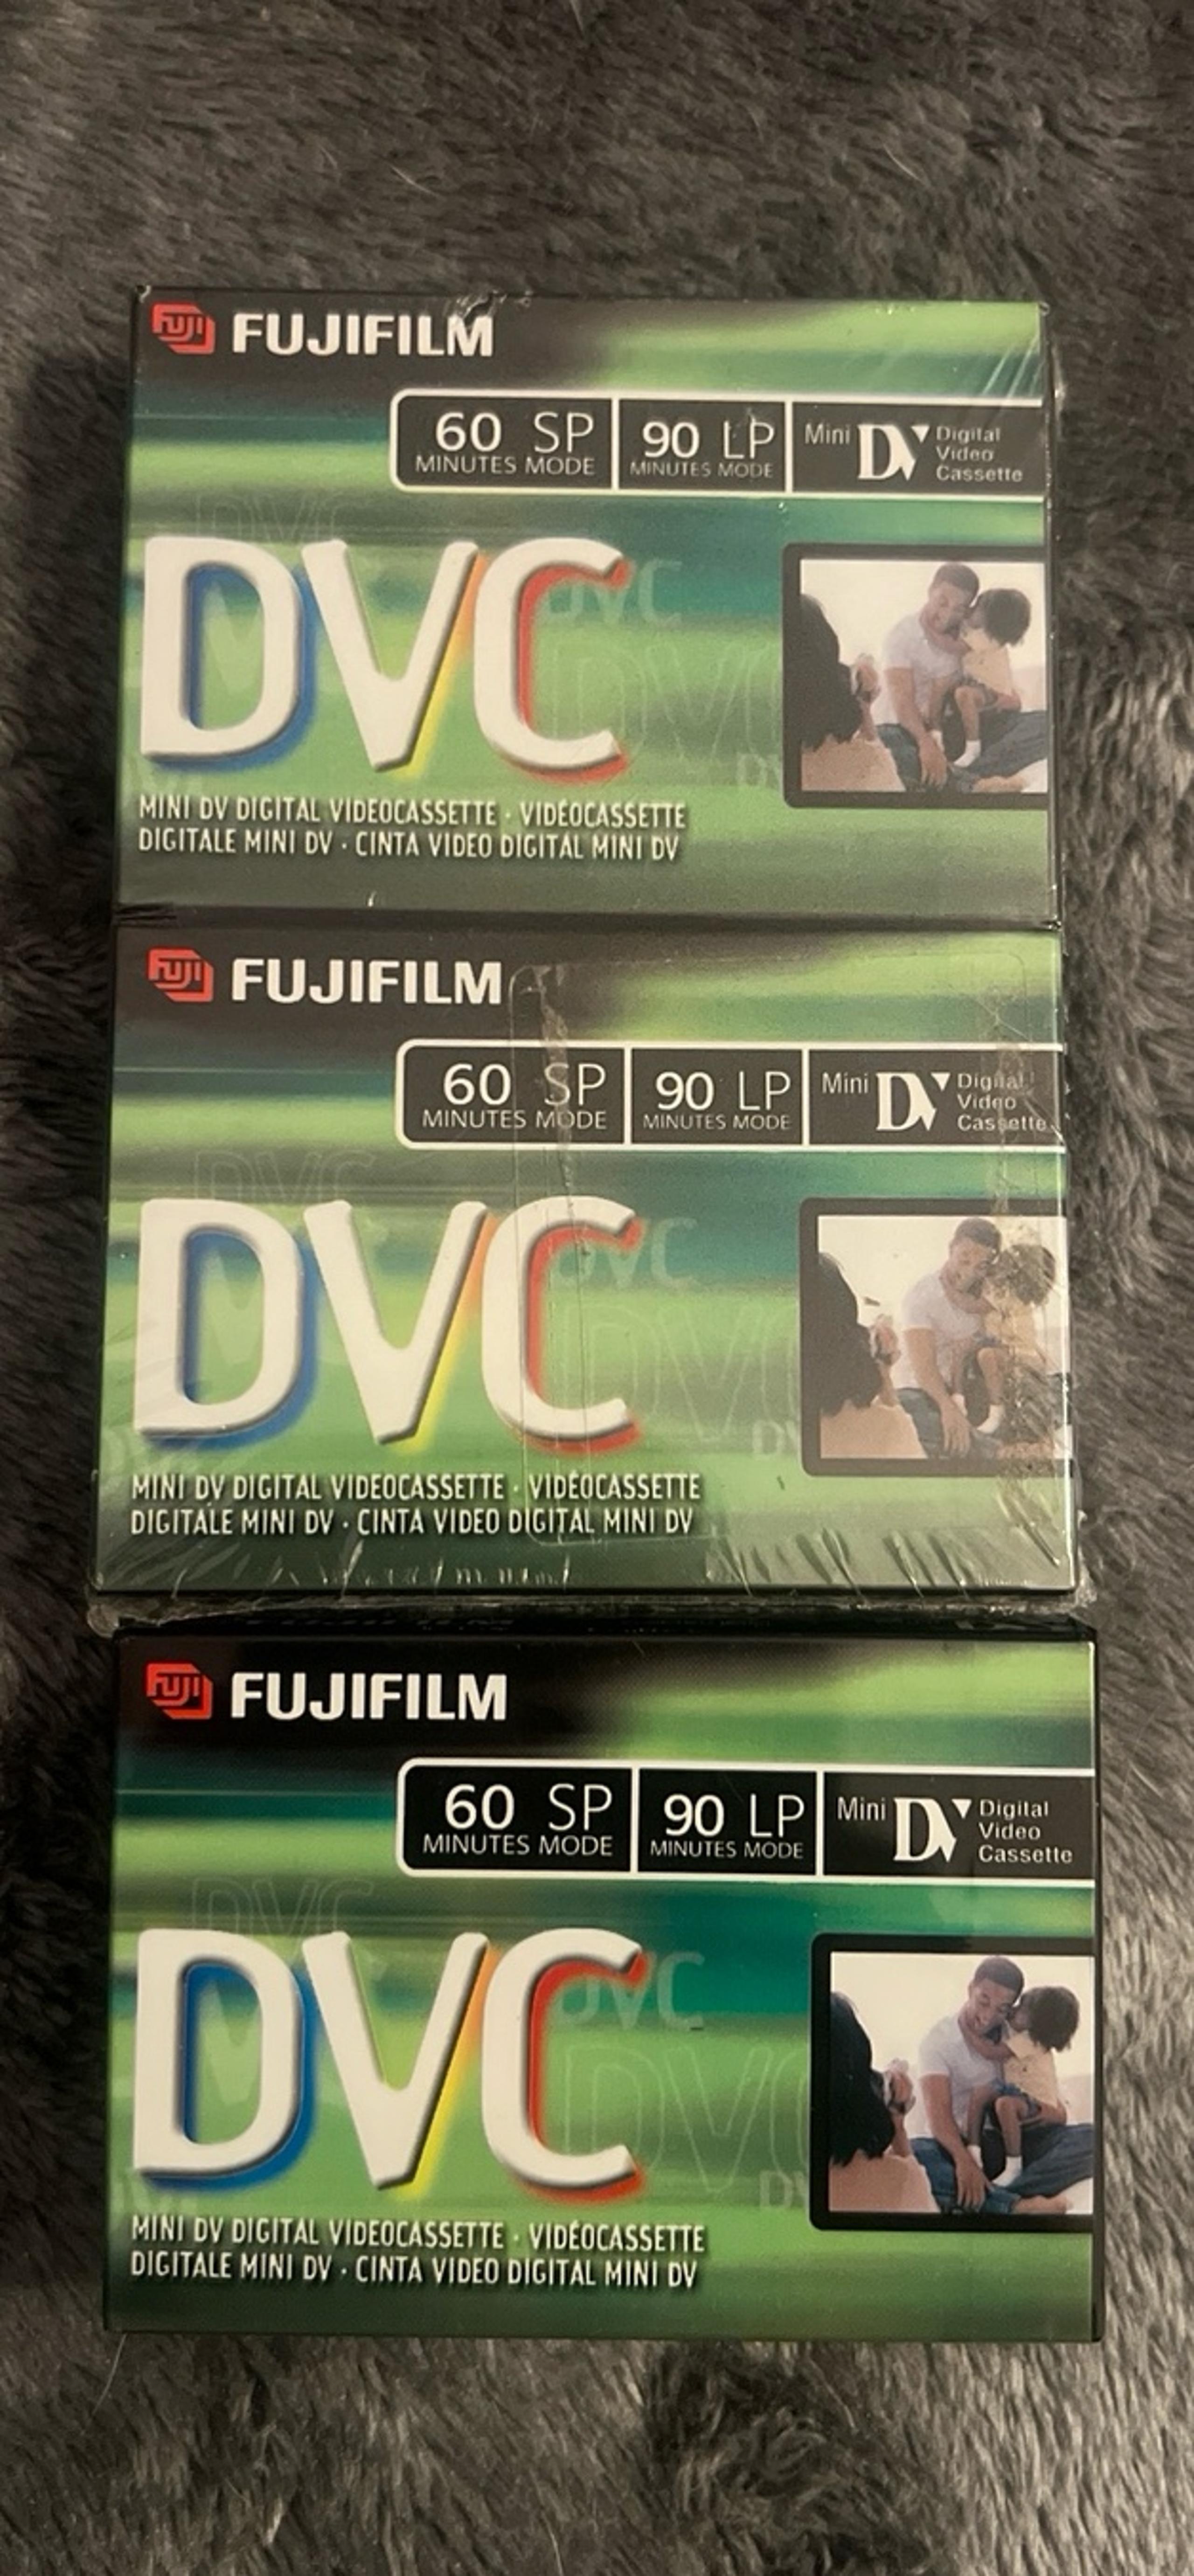 FUJI FUJIFILM
60 SP 90 LP Mini DV Digital
MINUTES MODE MINUTES MODE Video
Cassette
DVC
MINI DV DIGITAL VIDEOCASSETTE · VIDÉOCASSETTE
DIGITALE MINI DV · CINTA VIDEO DIGITAL MINI DV
FUJI FUJIFILM
60 SP 90 LP Mini DV Digital
MINUTES MODE MINUTES MODE Video
Cassette
DVC
MINI DV DIGITAL VIDEOCASSETTE · VIDÉOCASSETTE
DIGITALE MINI DV · CINTA VIDEO DIGITAL MINI DV
FUJI FUJIFILM
60 SP 90 LP Mini DV Digital
MINUTES MODE MINUTES MODE Video
Cassette
DVC
MINI DV DIGITAL VIDEOCASSETTE · VIDÉOCASSETTE
DIGITALE MINI DV · CINTA VIDEO DIGITAL MINI DV